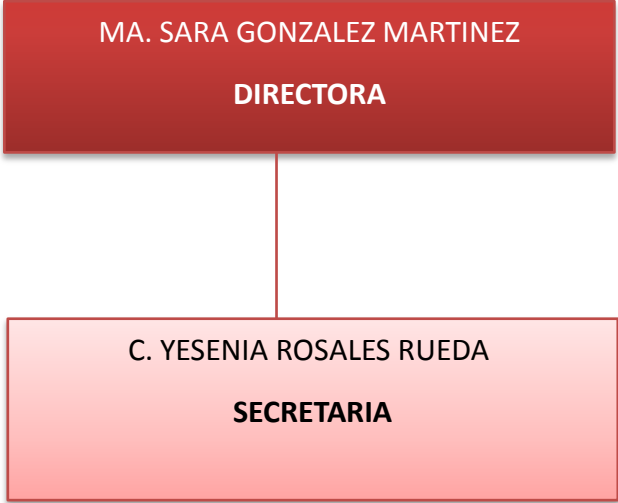 MA. SARA GONZALEZ MARTINEZ
DIRECTORA
C. YESENIA ROSALES RUEDA
SECRETARIA